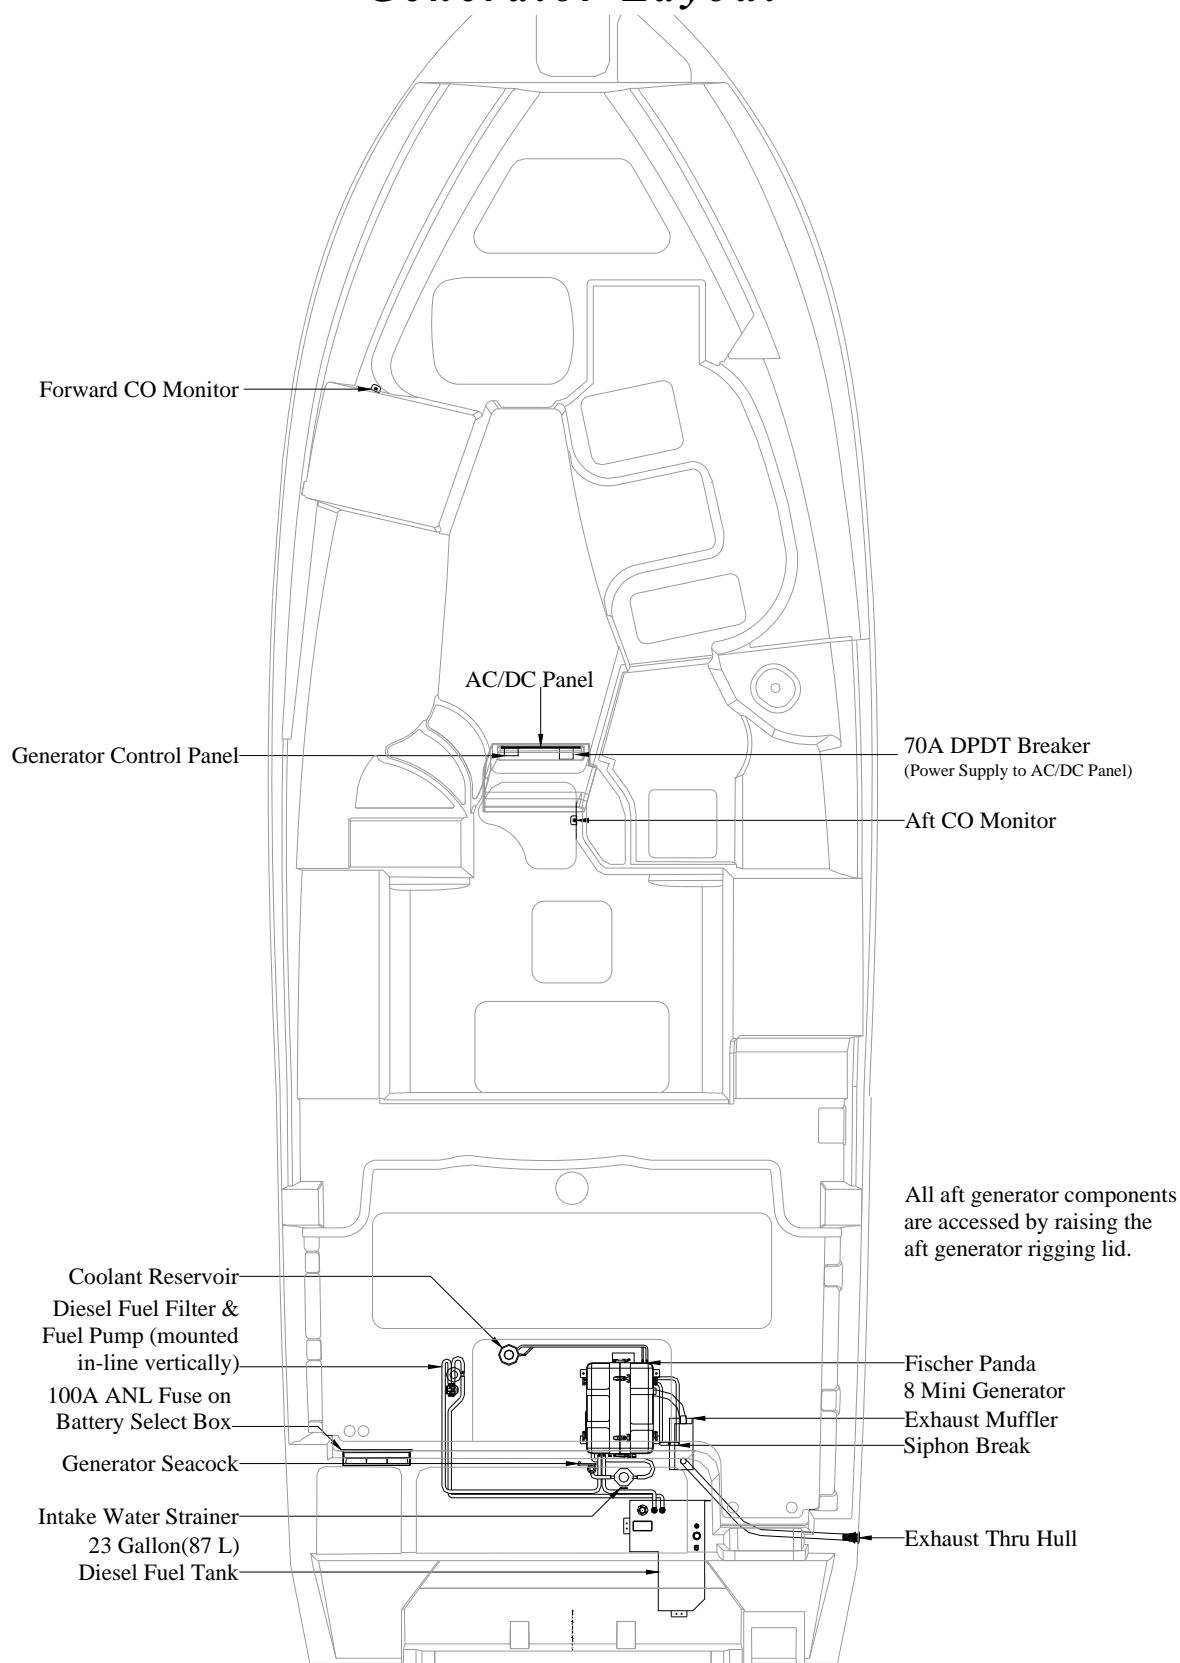 Generator Layout
Forward CO Monitor
AC/DC Panel
Generator Control Panel
70A DPDT Breaker
(Power Supply to AC/DC Panel)
Aft CO Monitor
All aft generator components
are accessed by raising the
aft generator rigging lid.
Coolant Reservoir
Diesel Fuel Filter &
Fuel Pump (mounted
in-line vertically)
100A ANL Fuse on
Battery Select Box
Generator Seacock
Intake Water Strainer
23 Gallon(87 L)
Diesel Fuel Tank
Fischer Panda
8 Mini Generator
Exhaust Muffler
Siphon Break
Exhaust Thru Hull